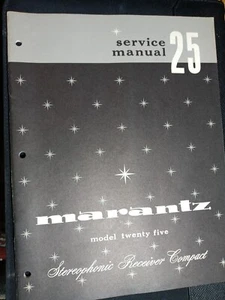 service
manual 25
marantz
model twenty five
Stereophonic Receiver Compact